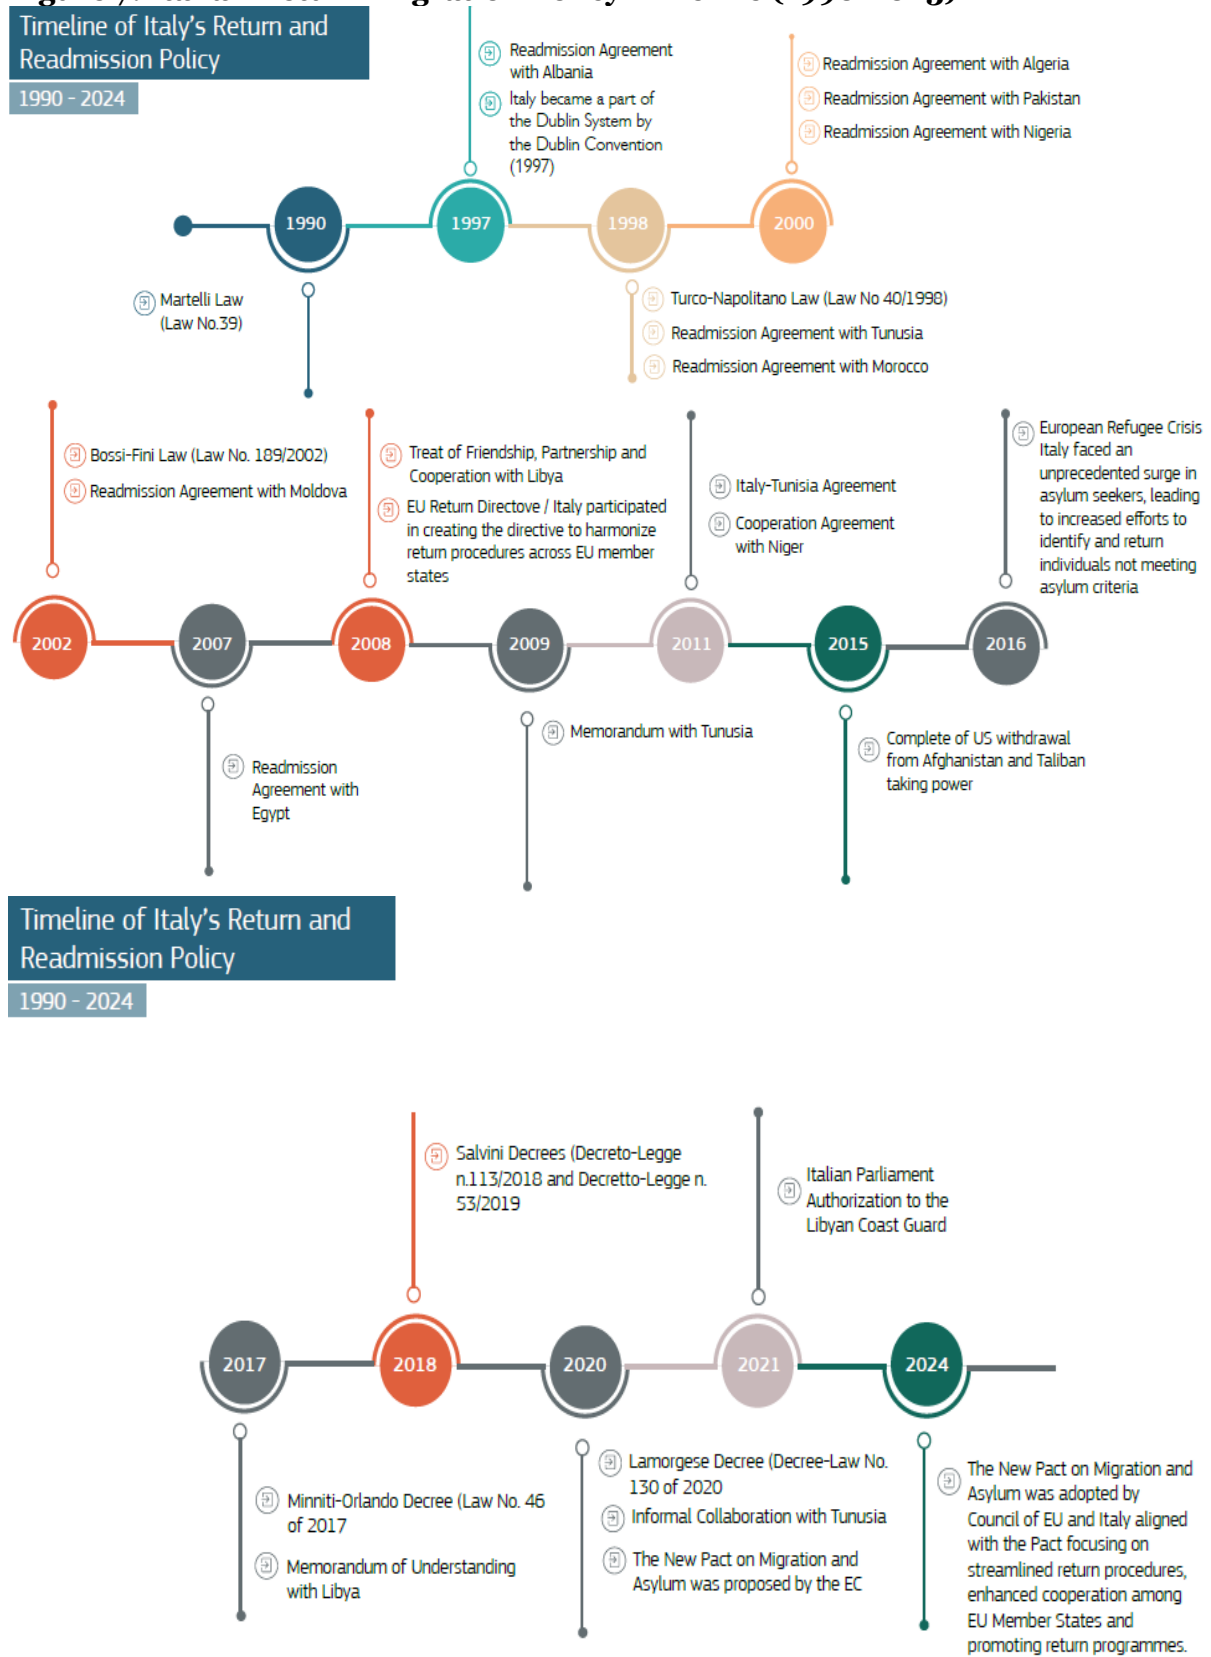 Timeline of Italy's Return and
Readmission Policy
1990 - 2024
Readmission Agreement
with Albania
Italy became a part of
the Dublin System by
the Dublin Convention
(1997)
Readmission Agreement with Algeria
Readmission Agreement with Pakistan
Readmission Agreement with Nigeria
1990
1997
1998
2000
Martelli Law
(Law No.39)
Turco-Napolitano Law (Law No 40/1998)
Readmission Agreement with Tunusia
Readmission Agreement with Morocco
Bossi-Fini Law (Law No. 189/2002)
Readmission Agreement with Moldova
Treat of Friendship, Partnership and
Cooperation with Libya
EU Return Directove / Italy participated
in creating the directive to harmonize
return procedures across EU member
states
Italy-Tunisia Agreement
Cooperation Agreement
with Niger
European Refugee Crisis
Italy faced an
unprecedented surge in
asylum seekers, leading
to increased efforts to
identify and return
individuals not meeting
asylum criteria
2002
2007
2008
2009
2011
2015
2016
Readmission
Agreement with
Egypt
Memorandum with Tunusia
Complete of US withdrawal
from Afghanistan and Taliban
taking power
Timeline of Italy's Return and
Readmission Policy
1990 - 2024
Salvini Decrees (Decreto-Legge
n.113/2018 and Decretto-Legge n.
53/2019
Italian Parliament
Authorization to the
Libyan Coast Guard
2017
2018
2020
2021
2024
Minniti-Orlando Decree (Law No. 46
of 2017
Memorandum of Understanding
with Libya
Lamorgese Decree (Decree-Law No.
130 of 2020
Informal Collaboration with Tunusia
The New Pact on Migration and
Asylum was proposed by the EC
The New Pact on Migration and
Asylum was adopted by
Council of EU and Italy aligned
with the Pact focusing on
streamlined return procedures,
enhanced cooperation among
EU Member States and
promoting return programmes.